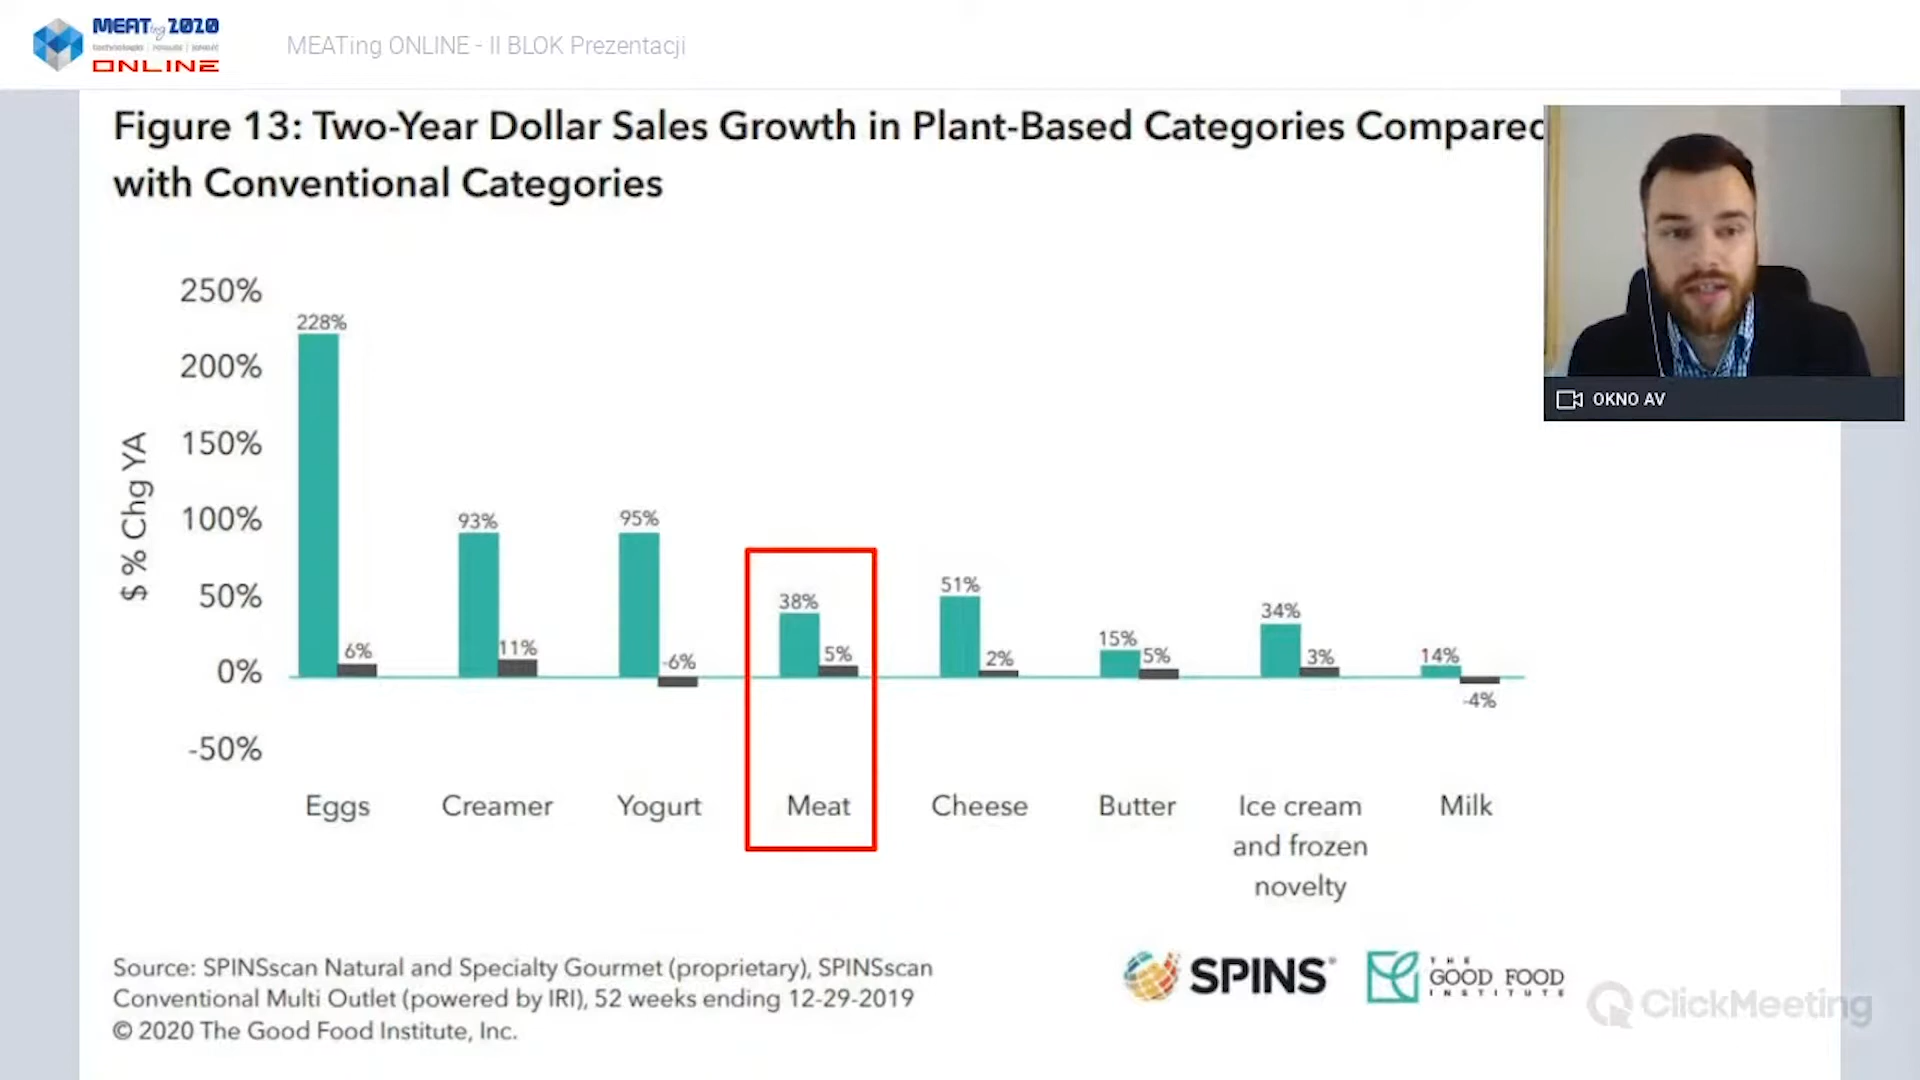 MEATing 2020
ONLINE
MEATing ONLINE - II BLOK Prezentacji
Figure 13: Two-Year Dollar Sales Growth in Plant-Based Categories Compared
with Conventional Categories
OKNO AV
$ % Chg YA
250%
200%
150%
100%
50%
0%
-50%
228%
6%
93%
11%
95%
-6%
38%
5%
51%
2%
15%
5%
34%
3%
14%
-4%
Eggs
Creamer
Yogurt
Meat
Cheese
Butter
Ice cream
and frozen
novelty
Milk
Source: SPINSscan Natural and Specialty Gourmet (proprietary), SPINSscan
Conventional Multi Outlet (powered by IRI), 52 weeks ending 12-29-2019
© 2020 The Good Food Institute, Inc.
SPINS®
THE
GOOD FOOD
INSTITUTE
ClickMeeting